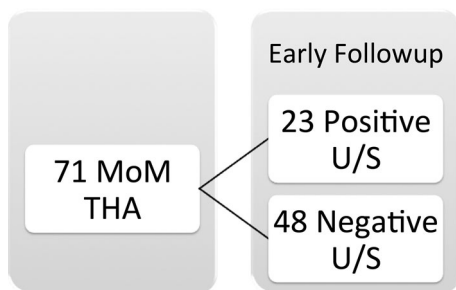 Early Followup
71 MoM
THA
23 Positive
U/S
48 Negative
U/S